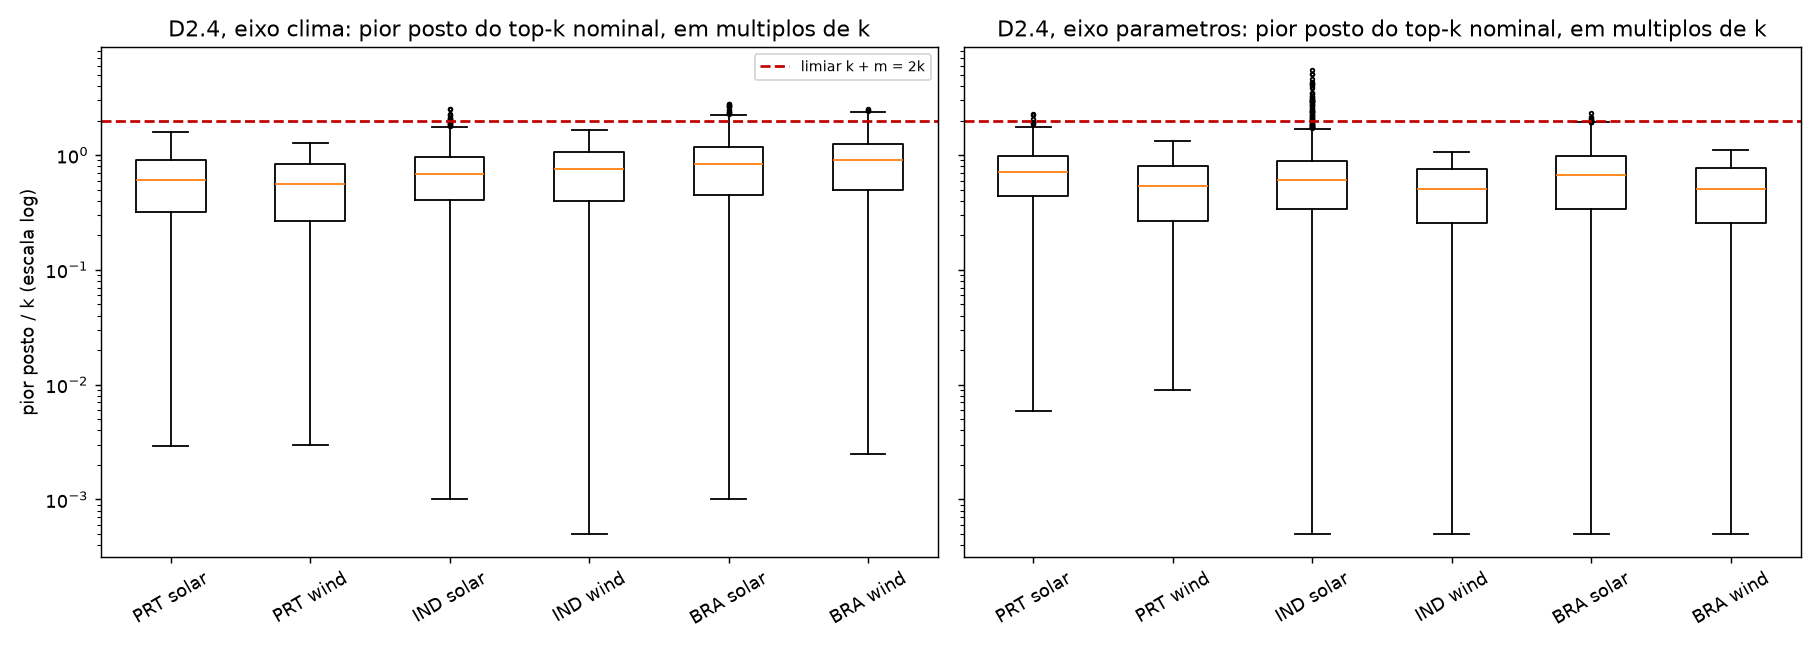 D2.4, eixo clima: pior posto do top-k nominal, em multiplos de k
D2.4, eixo parametros: pior posto do top-k nominal, em multiplos de k
limiar k + m = 2k
pior posto / k (escala log)
10⁰
10⁻¹
10⁻²
10⁻³
PRT solar
PRT wind
IND solar
IND wind
BRA solar
BRA wind
PRT solar
PRT wind
IND solar
IND wind
BRA solar
BRA wind